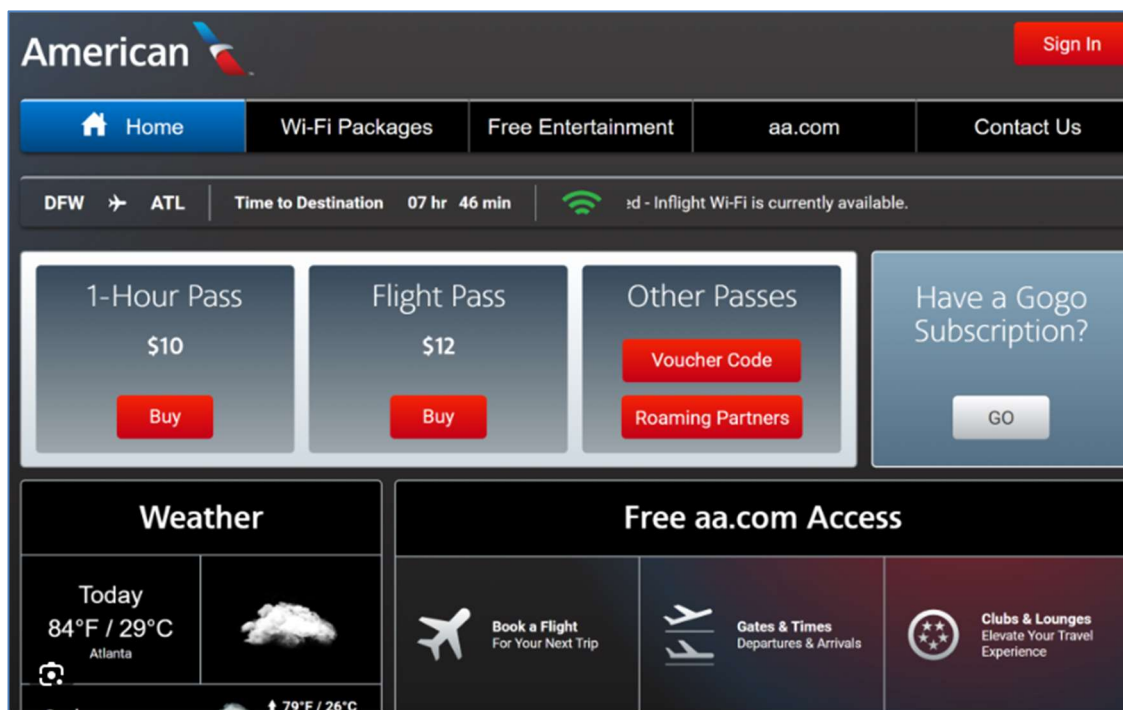 American
Sign In
Home
Wi-Fi Packages
Free Entertainment
aa.com
Contact Us
DFW ATL
Time to Destination 07 hr 46 min
ed - Inflight Wi-Fi is currently available.
1-Hour Pass
$10
Buy
Flight Pass
$12
Buy
Other Passes
Voucher Code
Roaming Partners
Have a Gogo
Subscription?
GO
Weather
Today
84°F / 29°C
Atlanta
79°F / 26°C
Free aa.com Access
Book a Flight
For Your Next Trip
Gates & Times
Departures & Arrivals
Clubs & Lounges
Elevate Your Travel
Experience